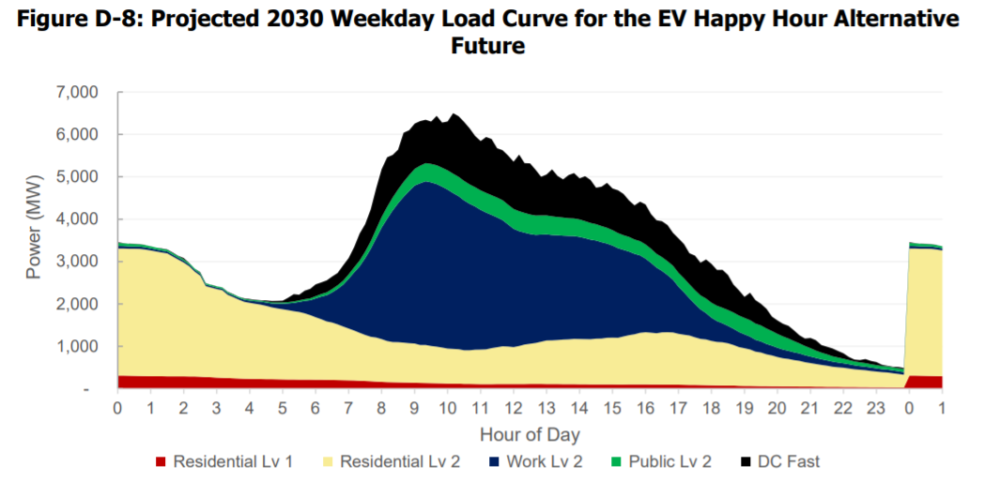 Figure D-8: Projected 2030 Weekday Load Curve for the EV Happy Hour Alternative
Future
7,000
6,000
5,000
4,000
3,000
2,000
1,000
-
Power (MW)
0 1 2 3 4 5 6 7 8 9 10 11 12 13 14 15 16 17 18 19 20 21 22 23 0 1
Hour of Day
Residential Lv 1 Residential Lv 2 Work Lv 2 Public Lv 2 DC Fast